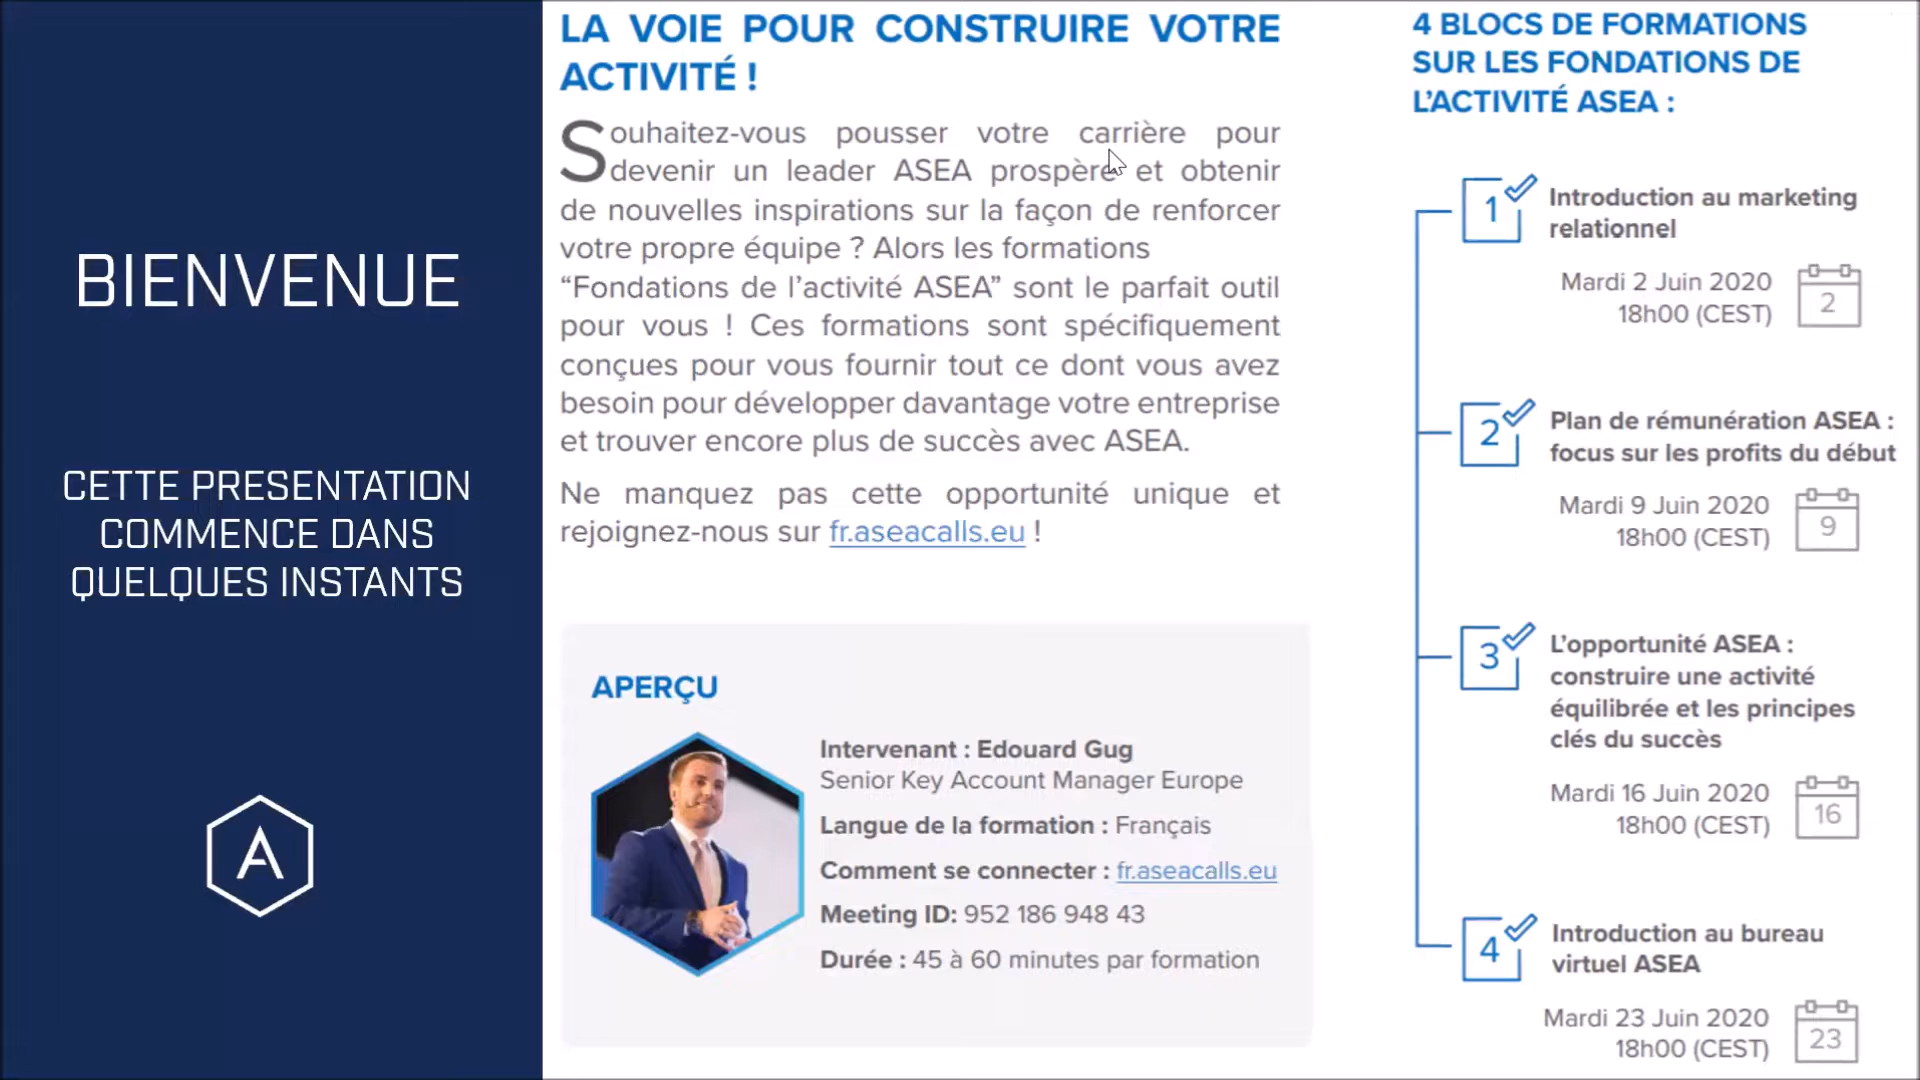 BIENVENUE
CETTE PRESENTATION
COMMENCE DANS
QUELQUES INSTANTS
A
LA VOIE POUR CONSTRUIRE VOTRE
ACTIVITÉ !
Souhaitez-vous pousser votre carrière pour
devenir un leader ASEA prospère et obtenir
de nouvelles inspirations sur la façon de renforcer
votre propre équipe ? Alors les formations
“Fondations de l’activité ASEA” sont le parfait outil
pour vous ! Ces formations sont spécifiquement
conçues pour vous fournir tout ce dont vous avez
besoin pour développer davantage votre entreprise
et trouver encore plus de succès avec ASEA.
Ne manquez pas cette opportunité unique et
rejoignez-nous sur fr.aseacalls.eu !
APERÇU
Intervenant : Edouard Gug
Senior Key Account Manager Europe
Langue de la formation : Français
Comment se connecter : fr.aseacalls.eu
Meeting ID: 952 186 948 43
Durée : 45 à 60 minutes par formation
4 BLOCS DE FORMATIONS
SUR LES FONDATIONS DE
L’ACTIVITÉ ASEA :
1
Introduction au marketing
relationnel
Mardi 2 Juin 2020
18h00 (CEST)
2
2
Plan de rémunération ASEA :
focus sur les profits du début
Mardi 9 Juin 2020
18h00 (CEST)
9
3
L’opportunité ASEA :
construire une activité
équilibrée et les principes
clés du succès
Mardi 16 Juin 2020
18h00 (CEST)
16
4
Introduction au bureau
virtuel ASEA
Mardi 23 Juin 2020
18h00 (CEST)
23